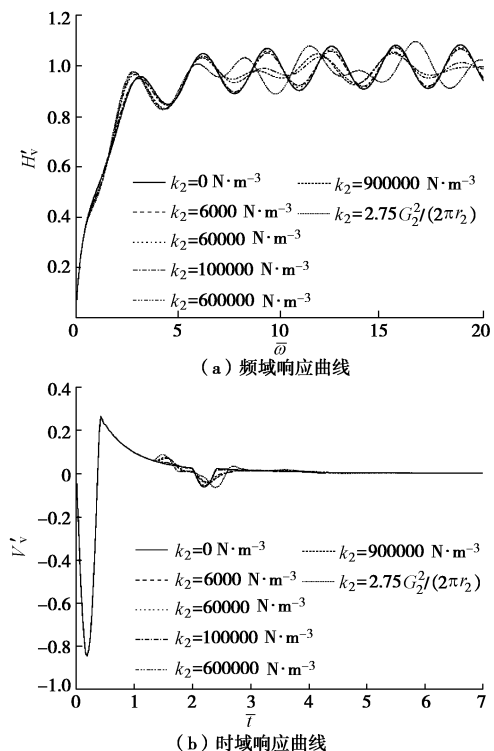 1.2
1.0
0.8
0.6
0.4
0.2
H′v
k2=0 N·m−3
k2=6000 N·m−3
k2=60000 N·m−3
k2=100000 N·m−3
k2=600000 N·m−3
k2=900000 N·m−3
k2=2.75G2²/(2πr2)
0 5 10 15 20
ω̅
(a)频域响应曲线
0.4
0.2
0
−0.2
−0.4
−0.6
−0.8
−1.0
V′v
k2=0 N·m−3
k2=6000 N·m−3
k2=60000 N·m−3
k2=100000 N·m−3
k2=600000 N·m−3
k2=900000 N·m−3
k2=2.75G2²/(2πr2)
0 1 2 3 4 5 6 7
t̅
(b)时域响应曲线